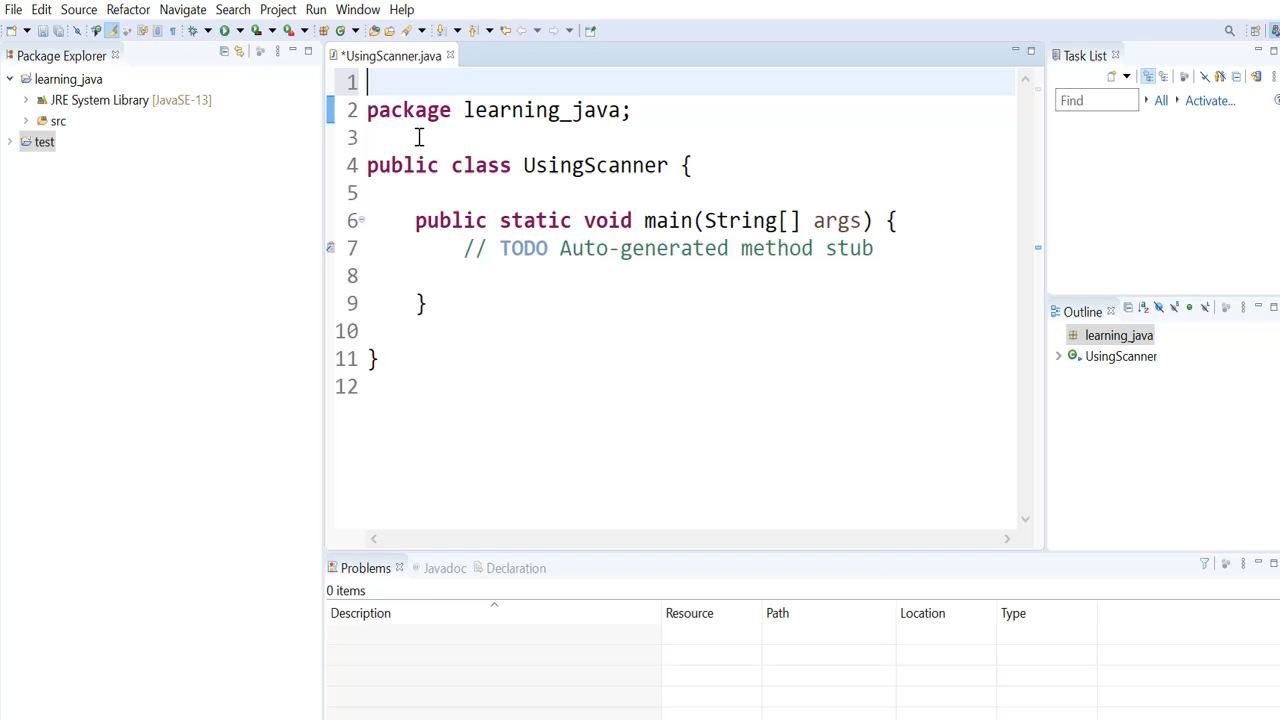 File Edit Source Refactor Navigate Search Project Run Window Help
Package Explorer
learning_java
JRE System Library [JavaSE-13]
src
test
*UsingScanner.java
1
2 package learning_java;
3
4 public class UsingScanner {
5
6 public static void main(String[] args) {
7 // TODO Auto-generated method stub
8
9 }
10
11 }
12
Task List
Find All Activate...
Outline
learning_java
UsingScanner
Problems Javadoc Declaration
0 items
Description Resource Path Location Type